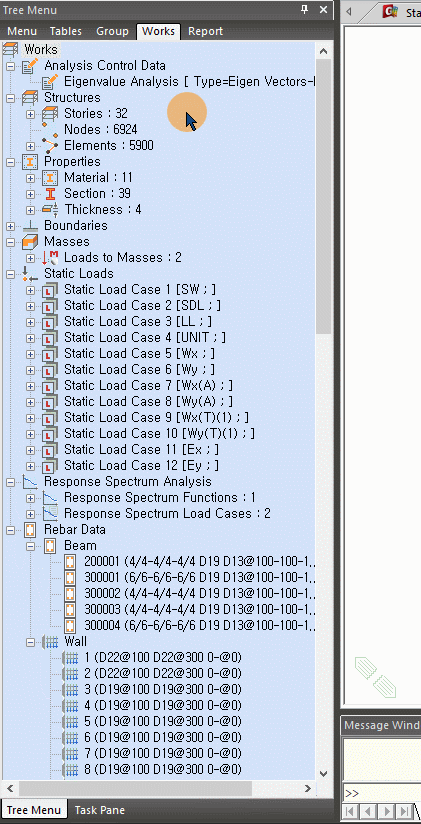 Tree Menu
Menu Tables Group Works Report
Works
Analysis Control Data
Eigenvalue Analysis [ Type=Eigen Vectors-
Structures
Stories : 32
Nodes : 6924
Elements : 5900
Properties
Material : 11
Section : 39
Thickness : 4
Boundaries
Masses
Loads to Masses : 2
Static Loads
Static Load Case 1 [SW ; ]
Static Load Case 2 [SDL ; ]
Static Load Case 3 [LL ; ]
Static Load Case 4 [UNIT ; ]
Static Load Case 5 [Wx ; ]
Static Load Case 6 [Wy ; ]
Static Load Case 7 [Wx(A) ; ]
Static Load Case 8 [Wy(A) ; ]
Static Load Case 9 [Wx(T)(1) ; ]
Static Load Case 10 [Wy(T)(1) ; ]
Static Load Case 11 [Ex ; ]
Static Load Case 12 [Ey ; ]
Response Spectrum Analysis
Response Spectrum Functions : 1
Response Spectrum Load Cases : 2
Rebar Data
Beam
200001 (4/4-4/4-4/4 D19 D13@100-100-1...
300001 (6/6-6/6-6/6 D19 D13@100-100-1...
300002 (4/4-4/4-4/4 D19 D13@100-100-1...
300003 (4/4-4/4-4/4 D19 D13@100-100-1...
300004 (6/6-6/6-6/6 D19 D13@100-100-1...
Wall
1 (D22@100 D22@300 0-@0)
2 (D22@100 D22@300 0-@0)
3 (D19@100 D19@300 0-@0)
4 (D19@100 D19@300 0-@0)
5 (D19@100 D19@300 0-@0)
6 (D19@100 D19@300 0-@0)
7 (D19@100 D19@300 0-@0)
8 (D19@100 D19@300 0-@0)
Tree Menu Task Pane
Sta
Message Wind
>>